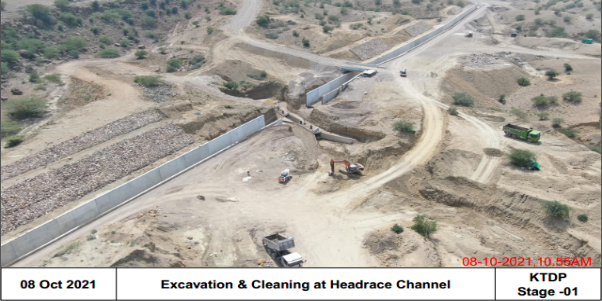 08-10-2021, 10.55AM
08 Oct 2021
Excavation & Cleaning at Headrace Channel
KTDP
Stage -01